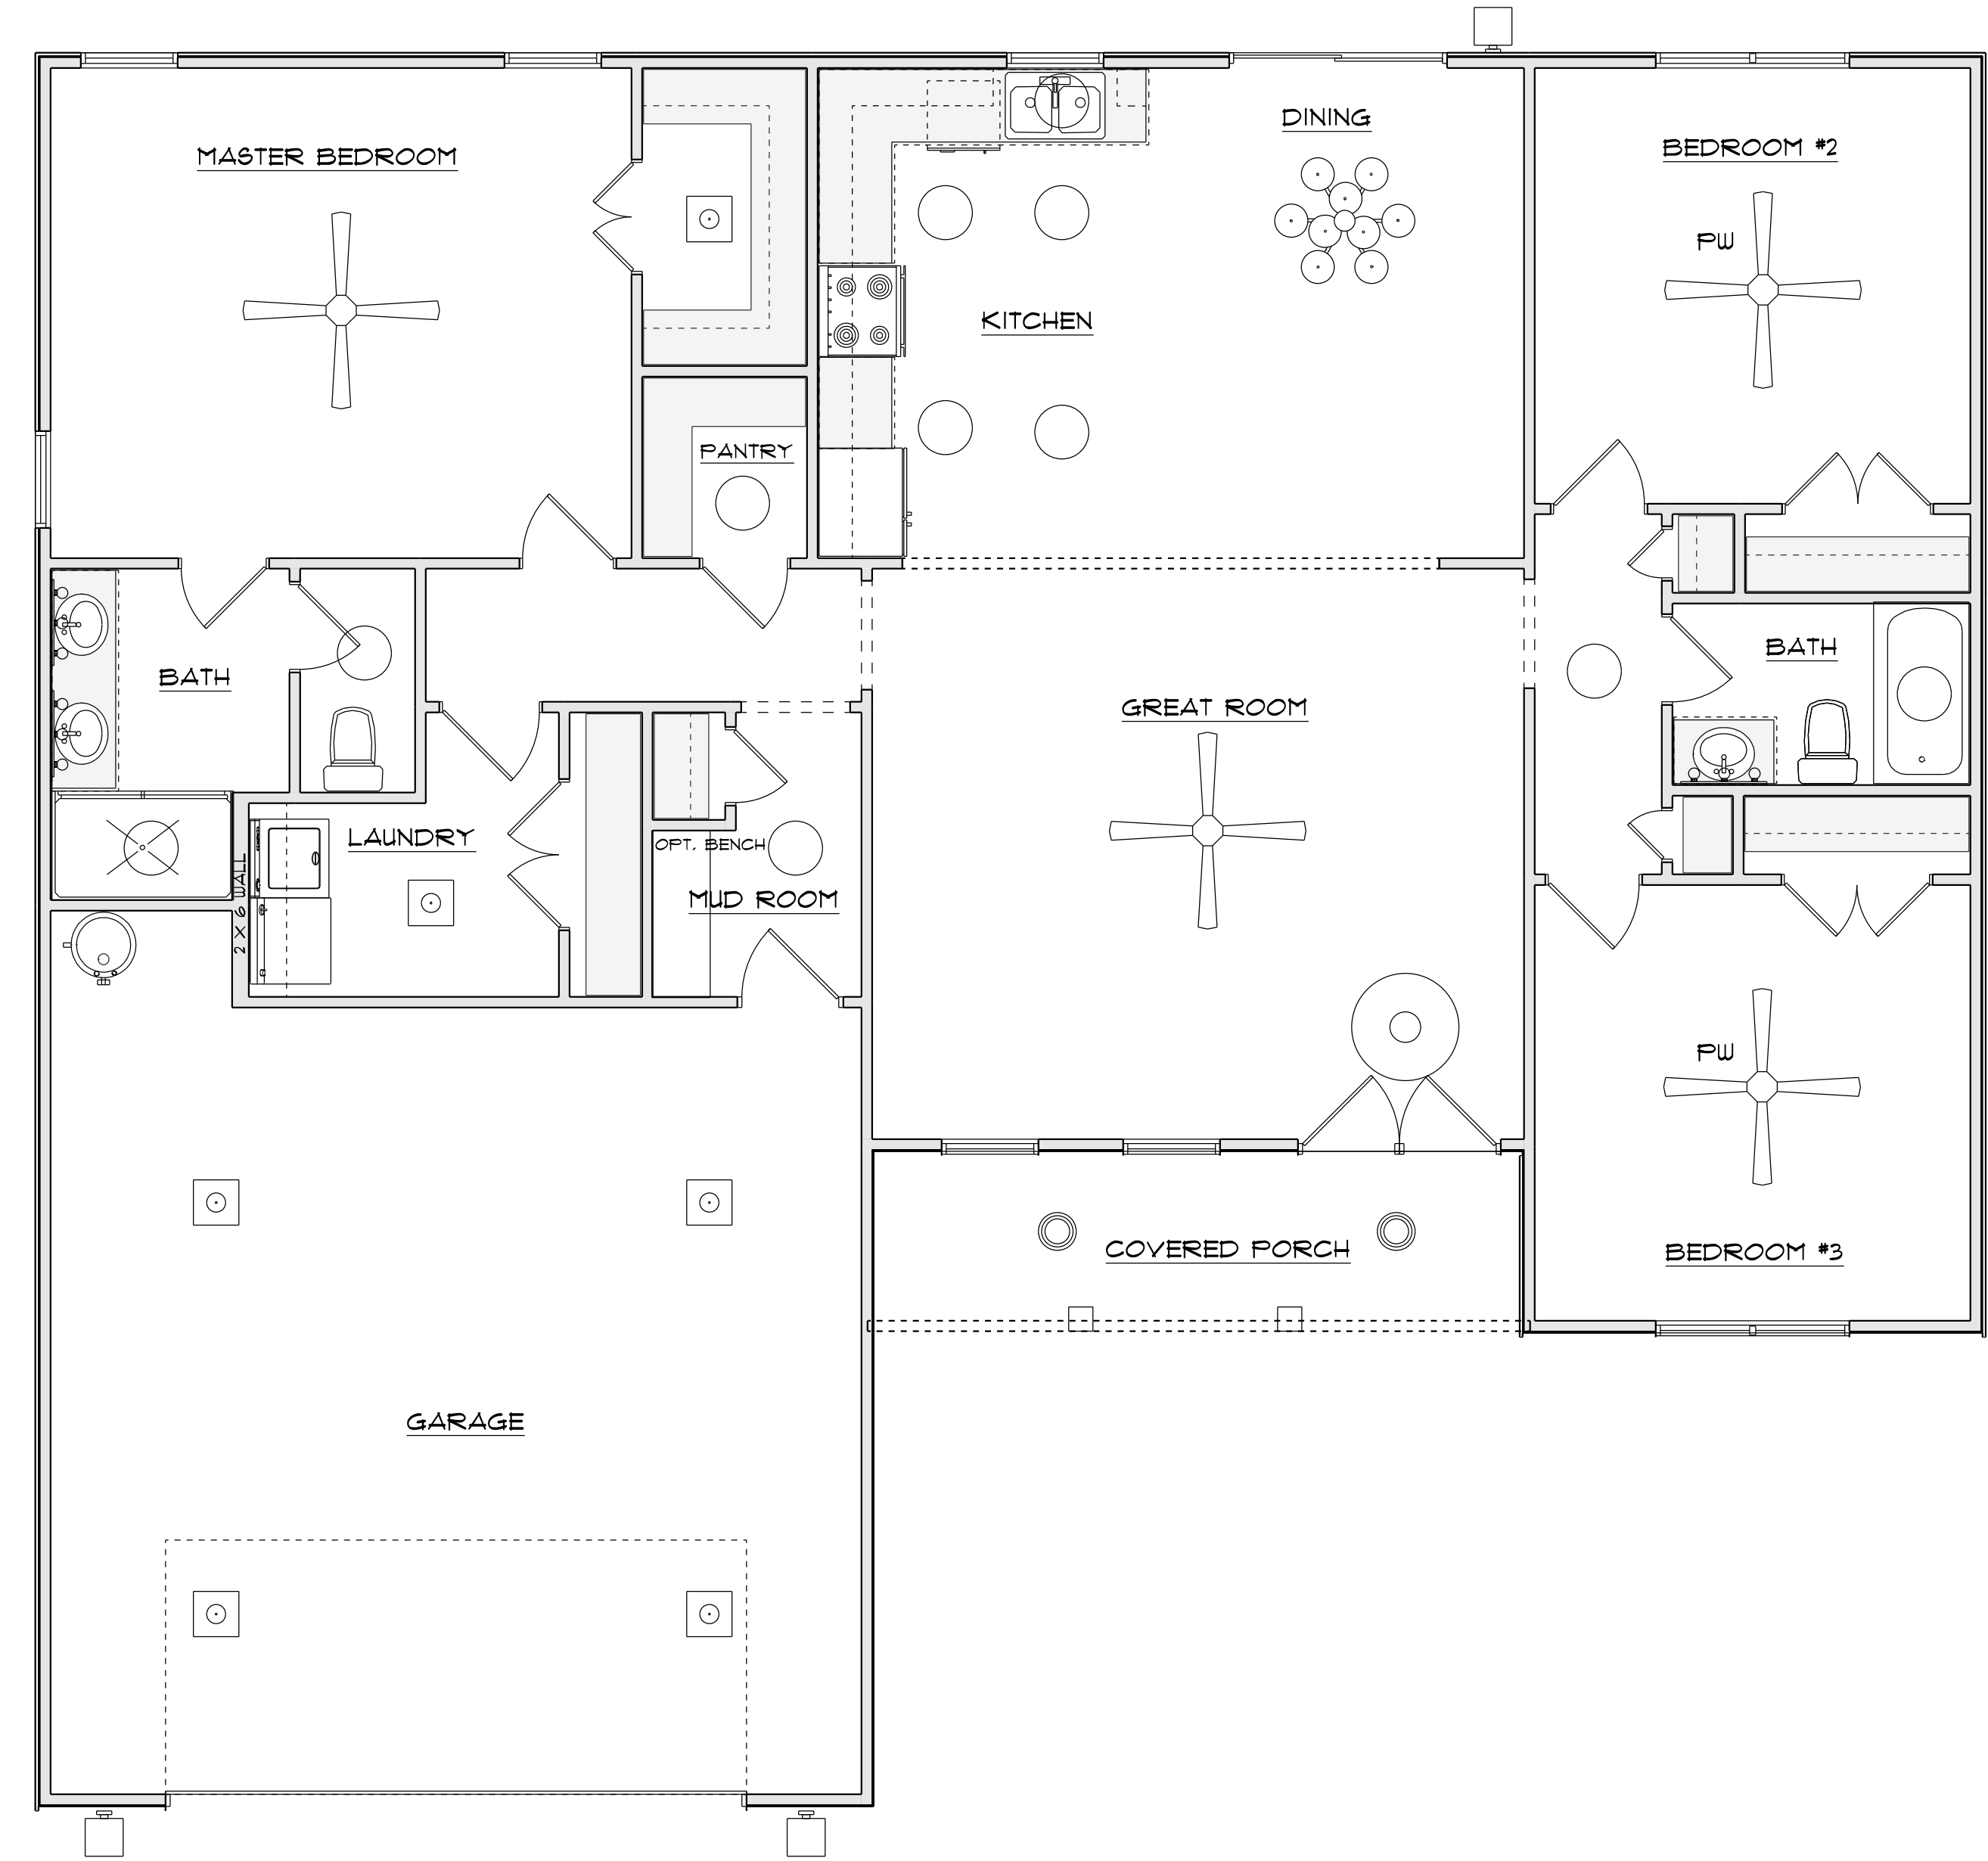 DINING
MASTER BEDROOM
BEDROOM #2
PW
KITCHEN
PANTRY
BATH
BATH
GREAT ROOM
LAUNDRY
OPT. BENCH
MUD ROOM
2 X 6 WALL
PW
COVERED PORCH
BEDROOM #3
GARAGE